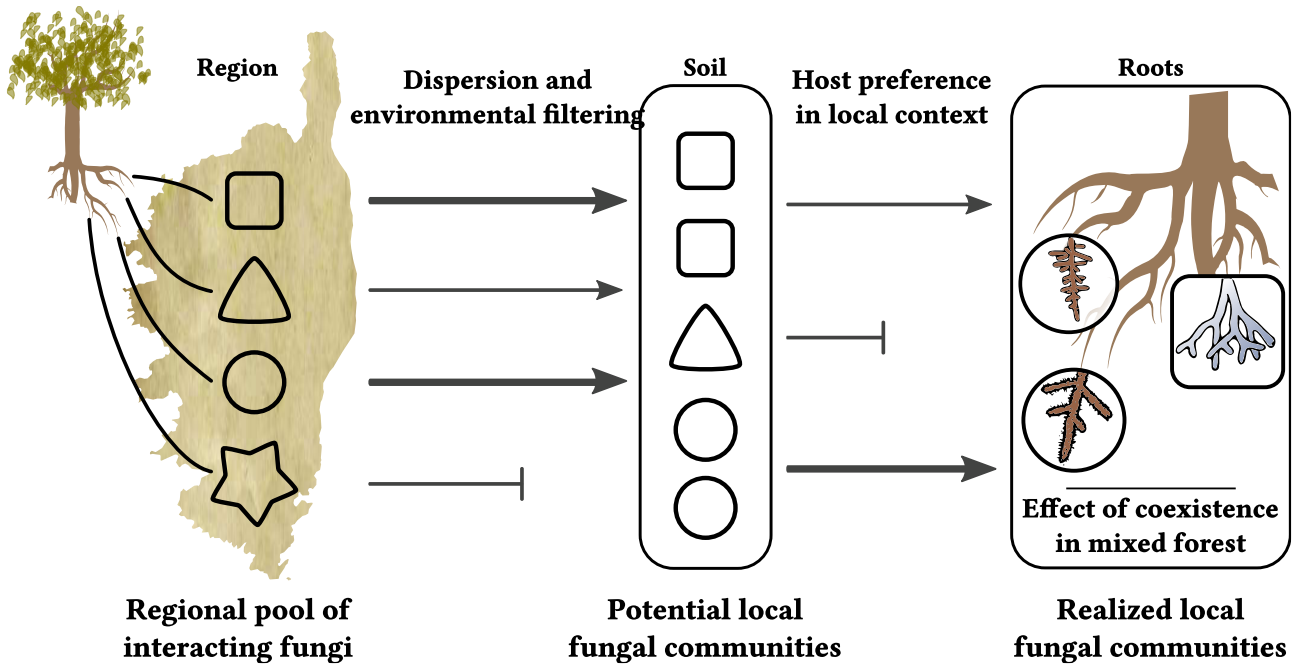 Region
Dispersion and
environmental filtering
Soil
Host preference
in local context
Roots
Effect of coexistence
in mixed forest
Regional pool of
interacting fungi
Potential local
fungal communities
Realized local
fungal communities